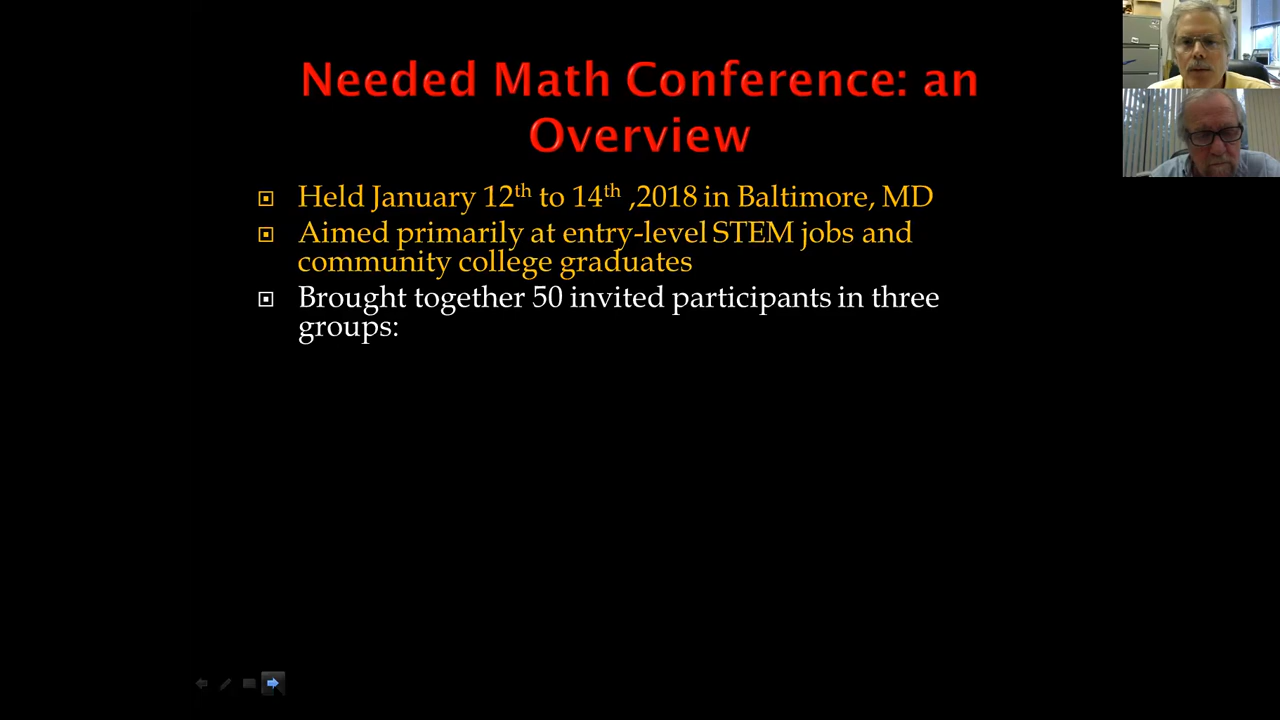 Needed Math Conference: an
Overview
Held January 12th to 14th ,2018 in Baltimore, MD
Aimed primarily at entry-level STEM jobs and
community college graduates
Brought together 50 invited participants in three
groups: